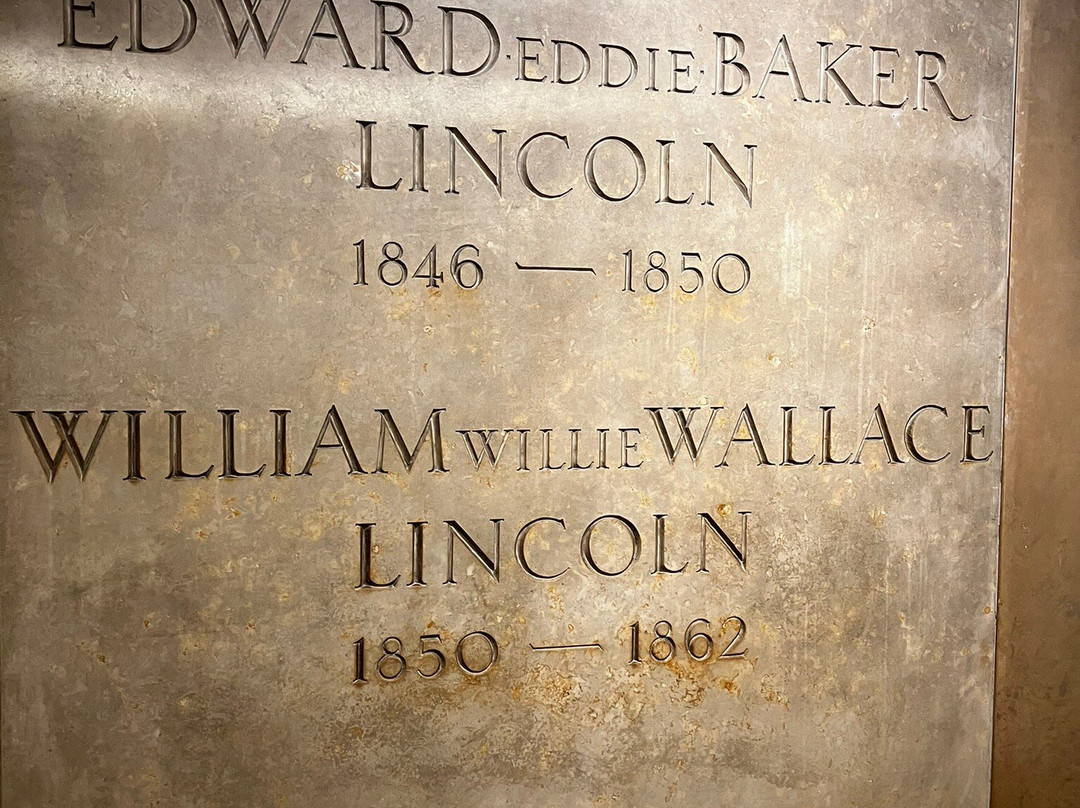 EDWARD·EDDIE·BAKER
LINCOLN
1846 — 1850
WILLIAM WILLIE WALLACE
LINCOLN
1850 — 1862